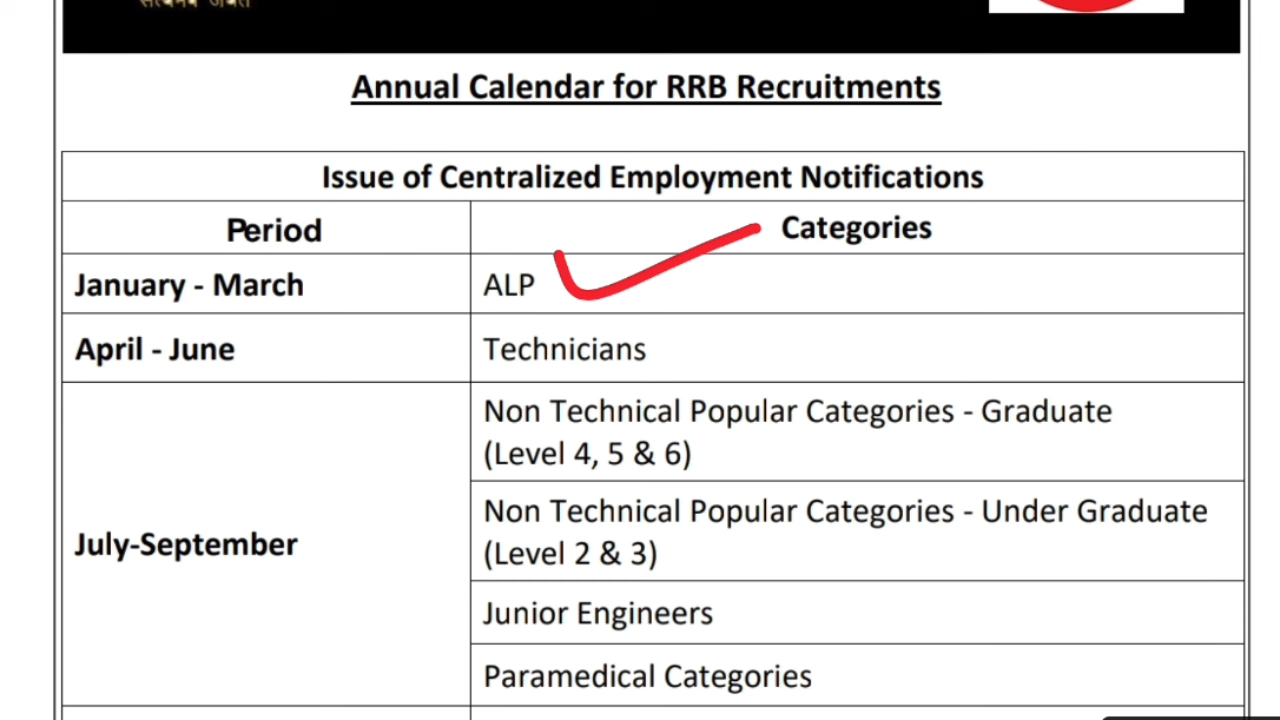 Annual Calendar for RRB Recruitments
Issue of Centralized Employment Notifications
Period Categories
January - March ALP
April - June Technicians
Non Technical Popular Categories - Graduate
(Level 4, 5 & 6)
July-September
Non Technical Popular Categories - Under Graduate
(Level 2 & 3)
Junior Engineers
Paramedical Categories